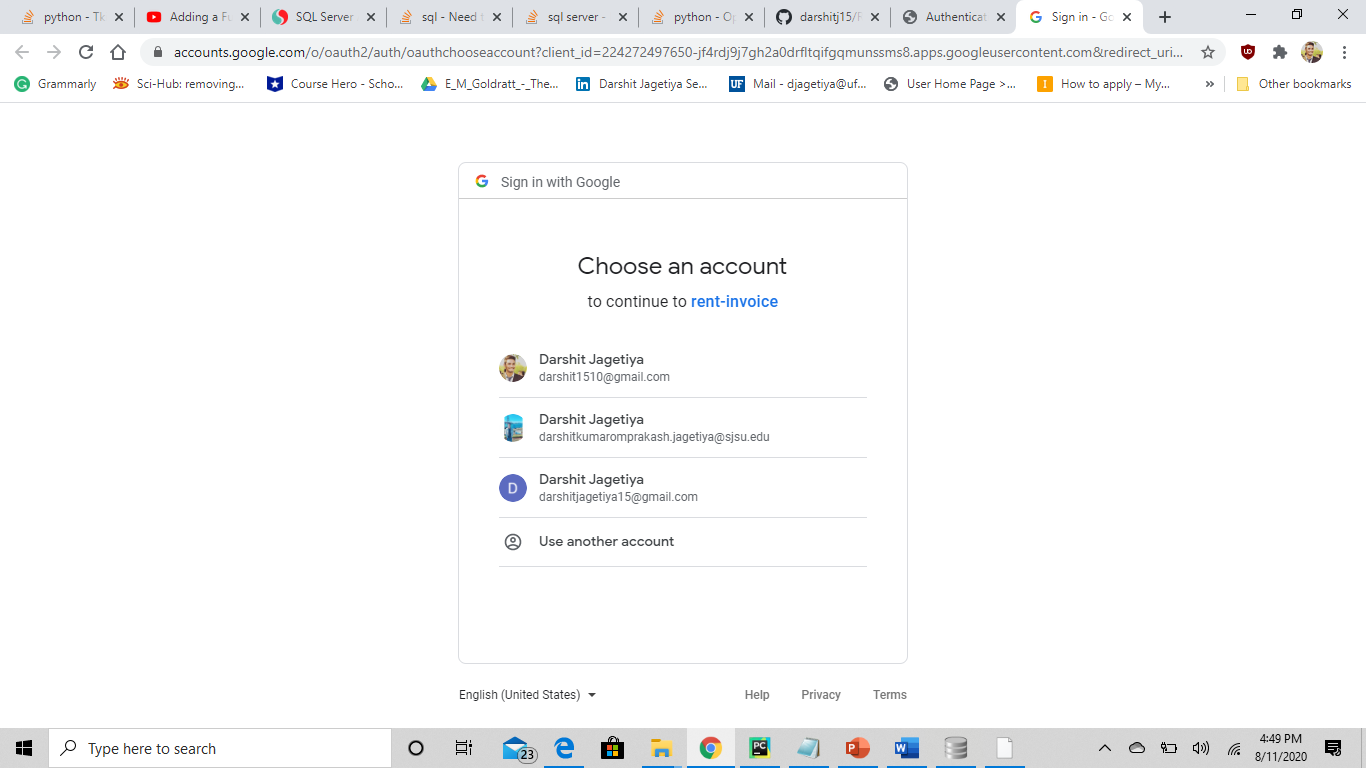 python - Tk
Adding a Fu
SQL Server
sql - Need t
sql server -
python - Op
darshitj15/F
Authenticat
Sign in - Go
accounts.google.com/o/oauth2/auth/oauthchooseaccount?client_id=224272497650-jf4rdj9j7gh2a0drfltqifgqmunssms8.apps.googleusercontent.com&redirect_uri...
Grammarly
Sci-Hub: removing...
Course Hero - Scho...
E_M_Goldratt_-_The...
Darshit Jagetiya Se...
UF
Mail - djagetiya@uf...
User Home Page >...
How to apply – My...
»
Other bookmarks
Sign in with Google
Choose an account
to continue to rent-invoice
Darshit Jagetiya
darshit1510@gmail.com
Darshit Jagetiya
darshitkumaromprakash.jagetiya@sjsu.edu
D
Darshit Jagetiya
darshitjagetiya15@gmail.com
Use another account
English (United States)
Help
Privacy
Terms
Type here to search
23
PC
4:49 PM
8/11/2020